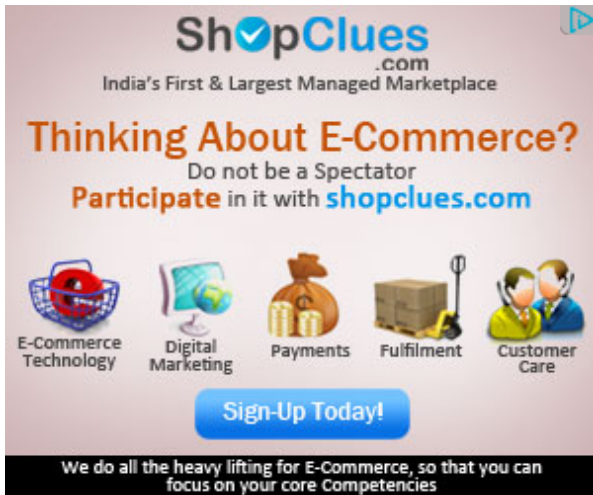 ShopClues
.com
India's First & Largest Managed Marketplace
Thinking About E-Commerce?
Do not be a Spectator
Participate in it with shopclues.com
E-Commerce
Technology
Digital
Marketing
Payments
Fulfilment
Customer
Care
Sign-Up Today!
We do all the heavy lifting for E-Commerce, so that you can
focus on your core Competencies